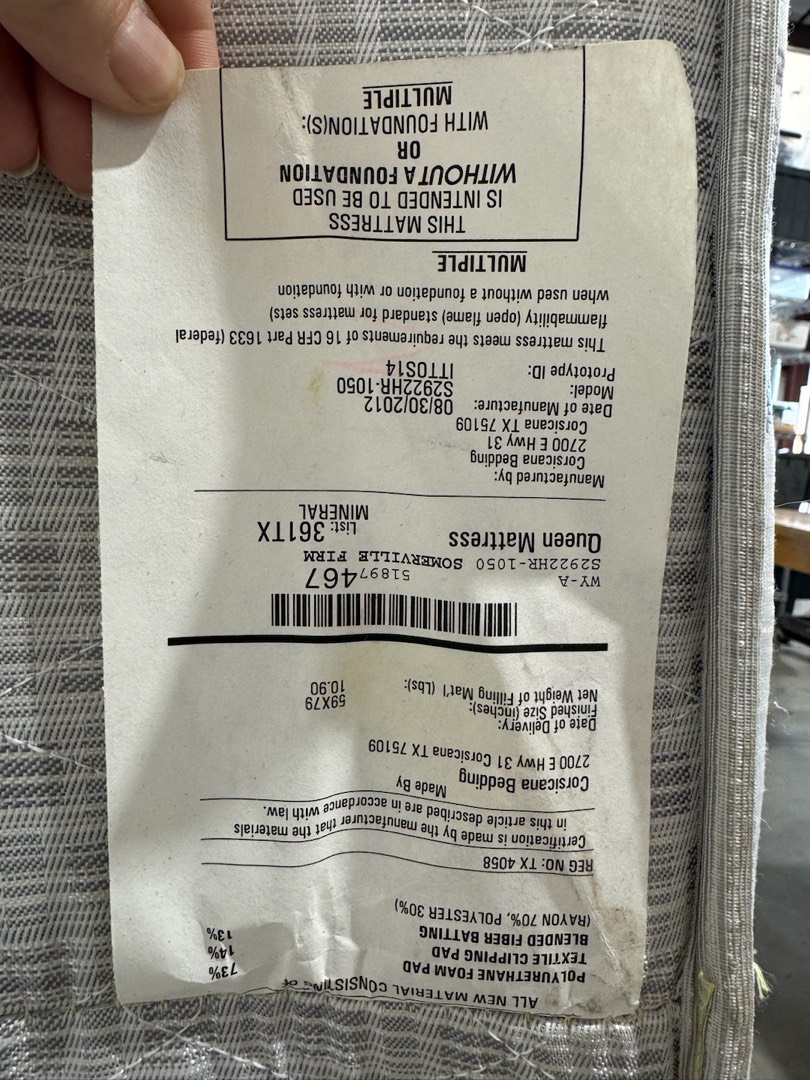 ALL NEW MATERIAL CONSISTING OF
POLYURETHANE FOAM PAD 73%
TEXTILE CLIPPING PAD 14%
BLENDED FIBER BATTING 13%
(RAYON 70%, POLYESTER 30%)
REG NO: TX 4058
Certification is made by the manufacturer that the materials
in this article described are in accordance with law.
Made By
Corsicana Bedding
2700 E Hwy 31 Corsicana TX 75109
Date of Delivery:
Finished Size (inches): 59X79
Net Weight of Filling Mat'l (Lbs): 10.90
WY-A 51897467
S2922HR-1050 SOMERVILLE FIRM
Queen Mattress List: 361TX
MINERAL
Manufactured by:
Corsicana Bedding
2700 E Hwy 31
Corsicana TX 75109
Date of Manufacture: 08/30/2012
Model: S2922HR-1050
Prototype ID: ITTOS14
This mattress meets the requirements of 16 CFR Part 1633 (federal
flammability (open flame) standard for mattress sets)
when used without a foundation or with foundation
MULTIPLE
THIS MATTRESS
IS INTENDED TO BE USED
WITHOUT A FOUNDATION
OR
WITH FOUNDATION(S):
MULTIPLE